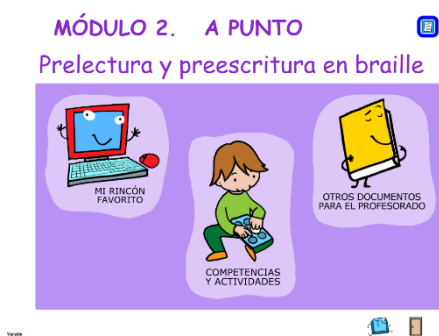 MÓDULO 2. A PUNTO
Prelectura y preescritura en braille
MI RINCÓN
FAVORITO
OTROS DOCUMENTOS
PARA EL PROFESORADO
COMPETENCIAS
Y ACTIVIDADES